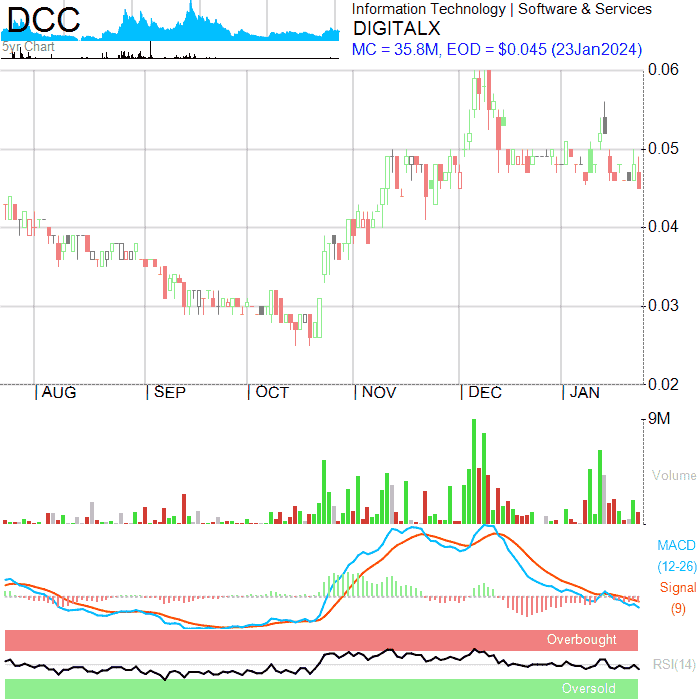 DCC
5yr Chart
Information Technology | Software & Services
DIGITALX
MC = 35.8M, EOD = $0.045 (23Jan2024)
0.06
0.05
0.04
0.03
0.02
AUG SEP OCT NOV DEC JAN
9M
Volume
MACD
(12-26)
Signal
(9)
Overbought
RSI(14)
Oversold